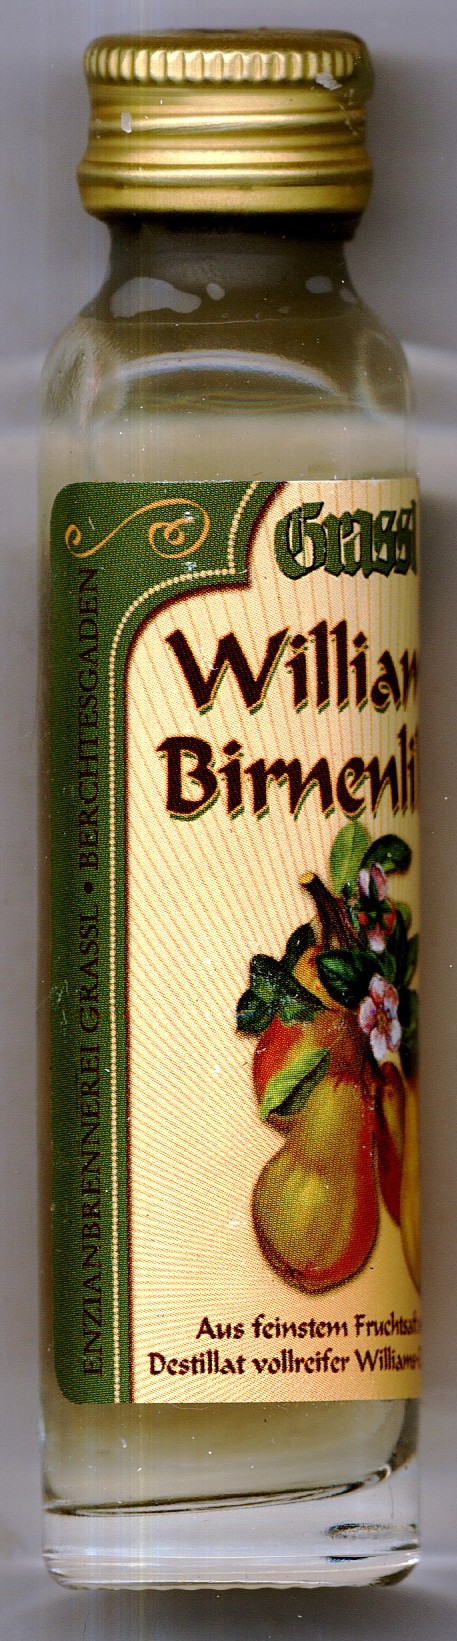 Grassl
William
Birnenli
Aus feinstem Fruchtsaft
Destillat vollreifer Williams-
ENZIANBRENNEREI GRASSL • BERCHTESGADEN